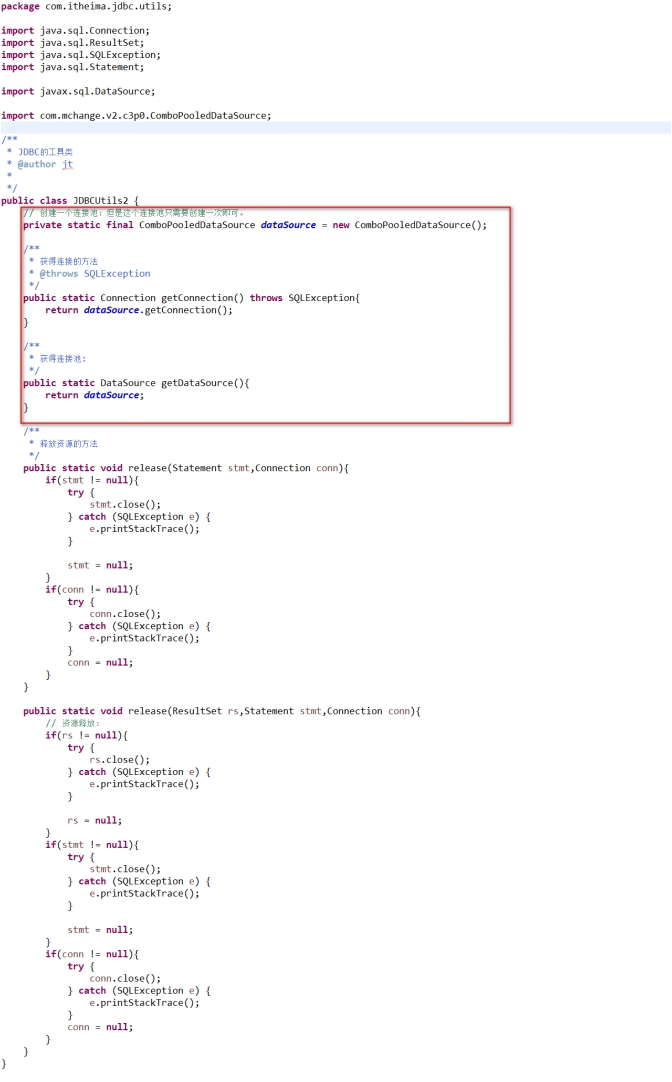 package com.itheima.jdbc.utils;
import java.sql.Connection;
import java.sql.ResultSet;
import java.sql.SQLException;
import java.sql.Statement;
import javax.sql.DataSource;
import com.mchange.v2.c3p0.ComboPooledDataSource;
/**
 * JDBC的工具类
 * @author jt
 *
 */
public class JDBCUtils2 {
    // 创建一个连接池：但是这个连接池只需要创建一次即可。
    private static final ComboPooledDataSource dataSource = new ComboPooledDataSource();
    /**
     * 获得连接的方法
     * @throws SQLException
     */
    public static Connection getConnection() throws SQLException{
        return dataSource.getConnection();
    }
    /**
     * 获得连接池:
     */
    public static DataSource getDataSource(){
        return dataSource;
    }
    /**
     * 释放资源的方法
     */
    public static void release(Statement stmt,Connection conn){
        if(stmt != null){
            try {
                stmt.close();
            } catch (SQLException e) {
                e.printStackTrace();
            }
            stmt = null;
        }
        if(conn != null){
            try {
                conn.close();
            } catch (SQLException e) {
                e.printStackTrace();
            }
            conn = null;
        }
    }
    public static void release(ResultSet rs,Statement stmt,Connection conn){
        // 资源释放：
        if(rs != null){
            try {
                rs.close();
            } catch (SQLException e) {
                e.printStackTrace();
            }
            rs = null;
        }
        if(stmt != null){
            try {
                stmt.close();
            } catch (SQLException e) {
                e.printStackTrace();
            }
            stmt = null;
        }
        if(conn != null){
            try {
                conn.close();
            } catch (SQLException e) {
                e.printStackTrace();
            }
            conn = null;
        }
    }
}